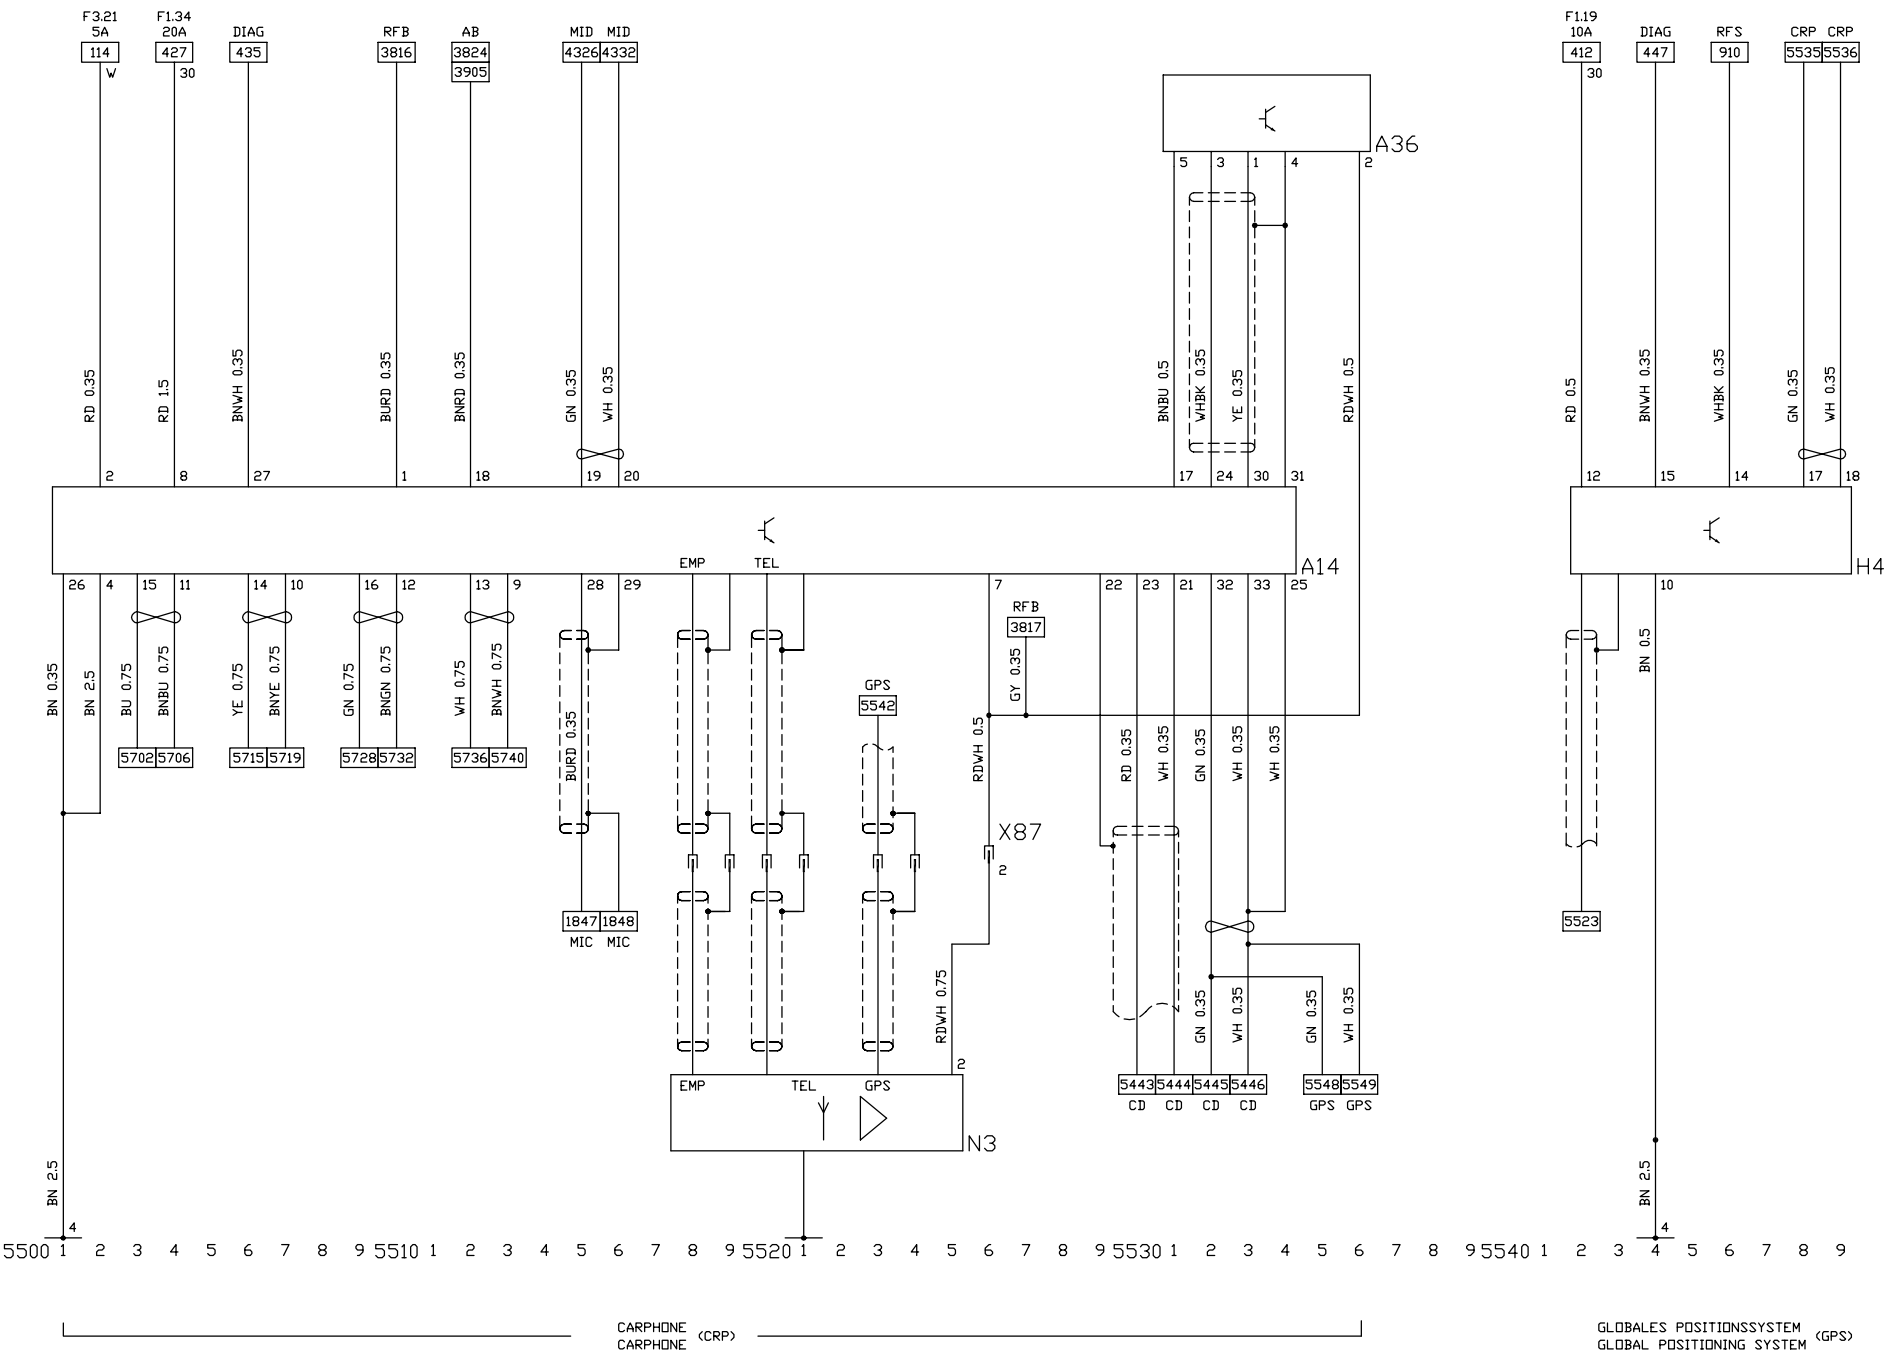 F3.21 F1.34 F1.19
5A 20A DIAG RFB AB MID MID 10A DIAG RFS CRP CRP
114 427 435 3816 3824 4326 4332 412 447 910 5535 5536
W 30 3905 30
A36
5 3 1 4 2
RD 0.35
RD 1.5
BNWH 0.35
BURD 0.35
BNRD 0.35
GN 0.35
WH 0.35
BNBU 0.5
WHBK 0.35
YE 0.35
RDWH 0.5
RD 0.5
BNWH 0.35
WHBK 0.35
GN 0.35
WH 0.35
2 8 27 1 18 19 20 17 24 30 31 12 15 14 17 18
EMP TEL
A14 H4
26 4 15 11 14 10 16 12 13 9 28 29 7 22 23 21 32 33 25 10
RFB
3817
BN 0.35
BN 2.5
BU 0.75
BNBU 0.75
YE 0.75
BNYE 0.75
GN 0.75
BNGN 0.75
WH 0.75
BNWH 0.75
BURD 0.35
GPS
5542
GY 0.35
RDWH 0.5
RD 0.35
WH 0.35
GN 0.35
WH 0.35
WH 0.35
BN 0.5
5702 5706 5715 5719 5728 5732 5736 5740
X87
2
1847 1848 5523
MIC MIC
RDWH 0.75
GN 0.35
WH 0.35
GN 0.35
WH 0.35
2
EMP TEL GPS
5443 5444 5445 5446 5548 5549
CD CD CD CD GPS GPS
N3
BN 2.5
BN 2.5
4 4
5500 1 2 3 4 5 6 7 8 9 5510 1 2 3 4 5 6 7 8 9 5520 1 2 3 4 5 6 7 8 9 5530 1 2 3 4 5 6 7 8 9 5540 1 2 3 4 5 6 7 8 9
CARPHONE
CARPHONE (CRP)
GLOBALES POSITIONSSYSTEM
GLOBAL POSITIONING SYSTEM (GPS)